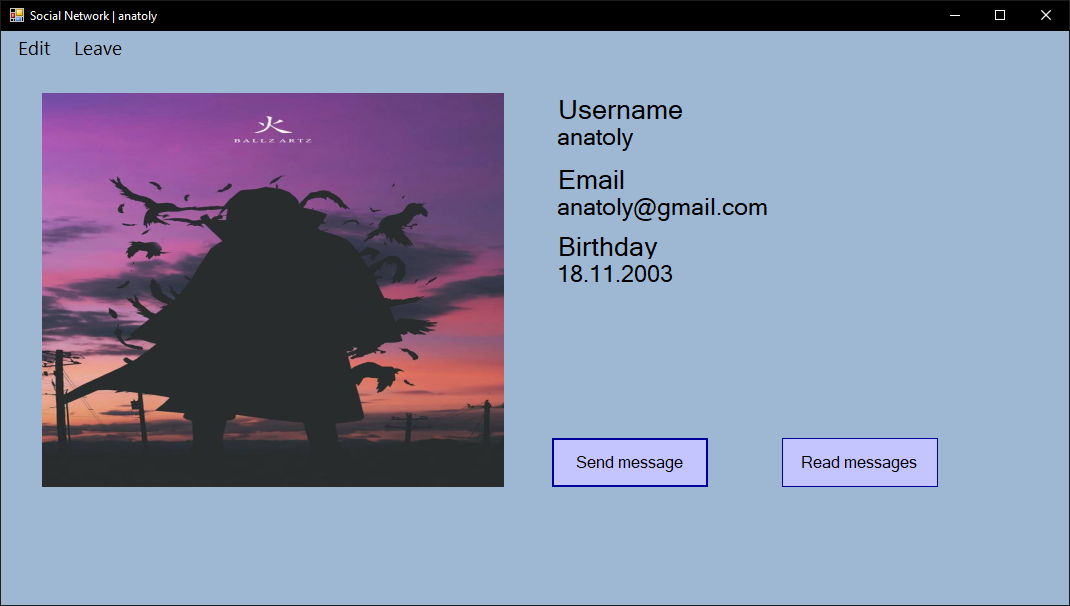 Social Network | anatoly
Edit Leave
火
BALLZ ARTZ
Username
anatoly
Email
anatoly@gmail.com
Birthday
18.11.2003
Send message Read messages